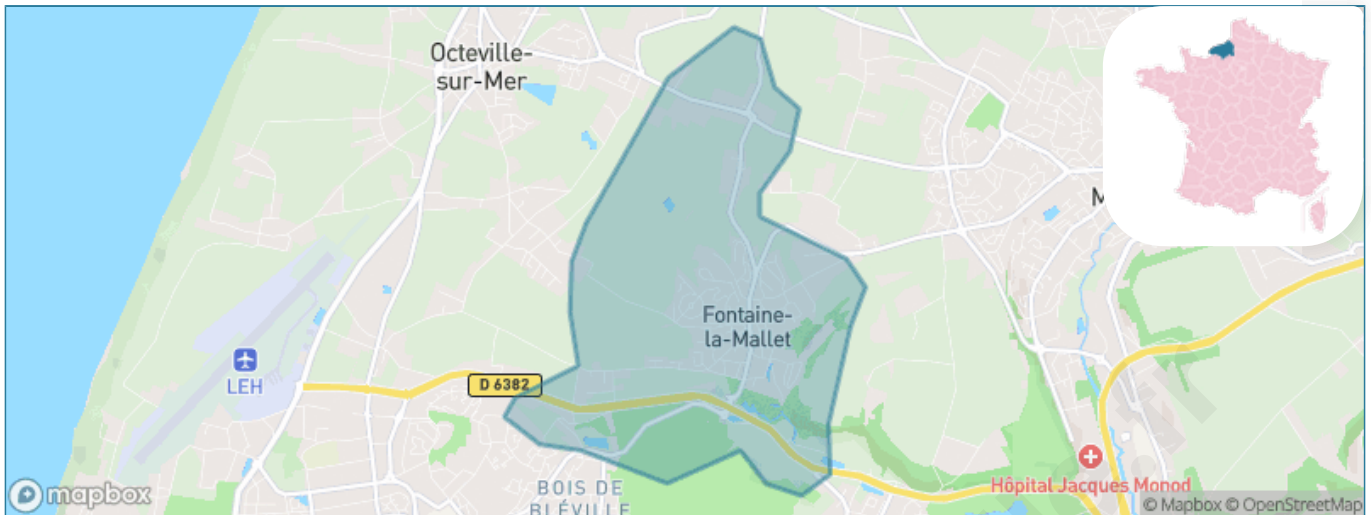 Octeville-
sur-Mer
M
Fontaine-
la-Mallet
LEH
D 6382
BOIS DE
BLÉVILLE
Hôpital Jacques Monod
mapbox
© Mapbox © OpenStreetMap